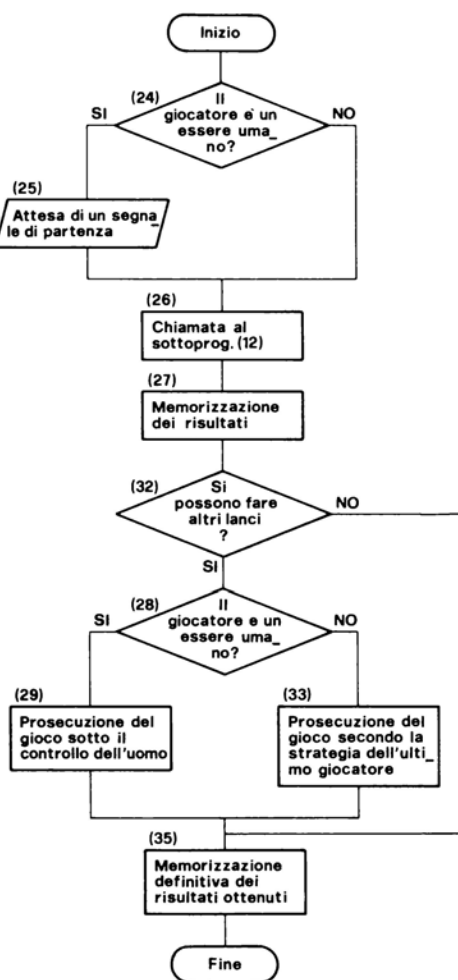 Inizio
(24) Il
SI giocatore e' un NO
essere uma_
no?
(25)
Attesa di un segna_
le di partenza
(26)
Chiamata al
sottoprog. (12)
(27)
Memorizzazione
dei risultati
(32) Si
possono fare NO
altri lanci
?
SI
(28) Il
SI giocatore e un NO
essere uma_
no?
(29)
Prosecuzione del
gioco sotto il
controllo dell'uomo
(33)
Prosecuzione del
gioco secondo la
strategia dell'ulti_
mo giocatore
(35)
Memorizzazione
definitiva dei
risultati ottenuti
Fine